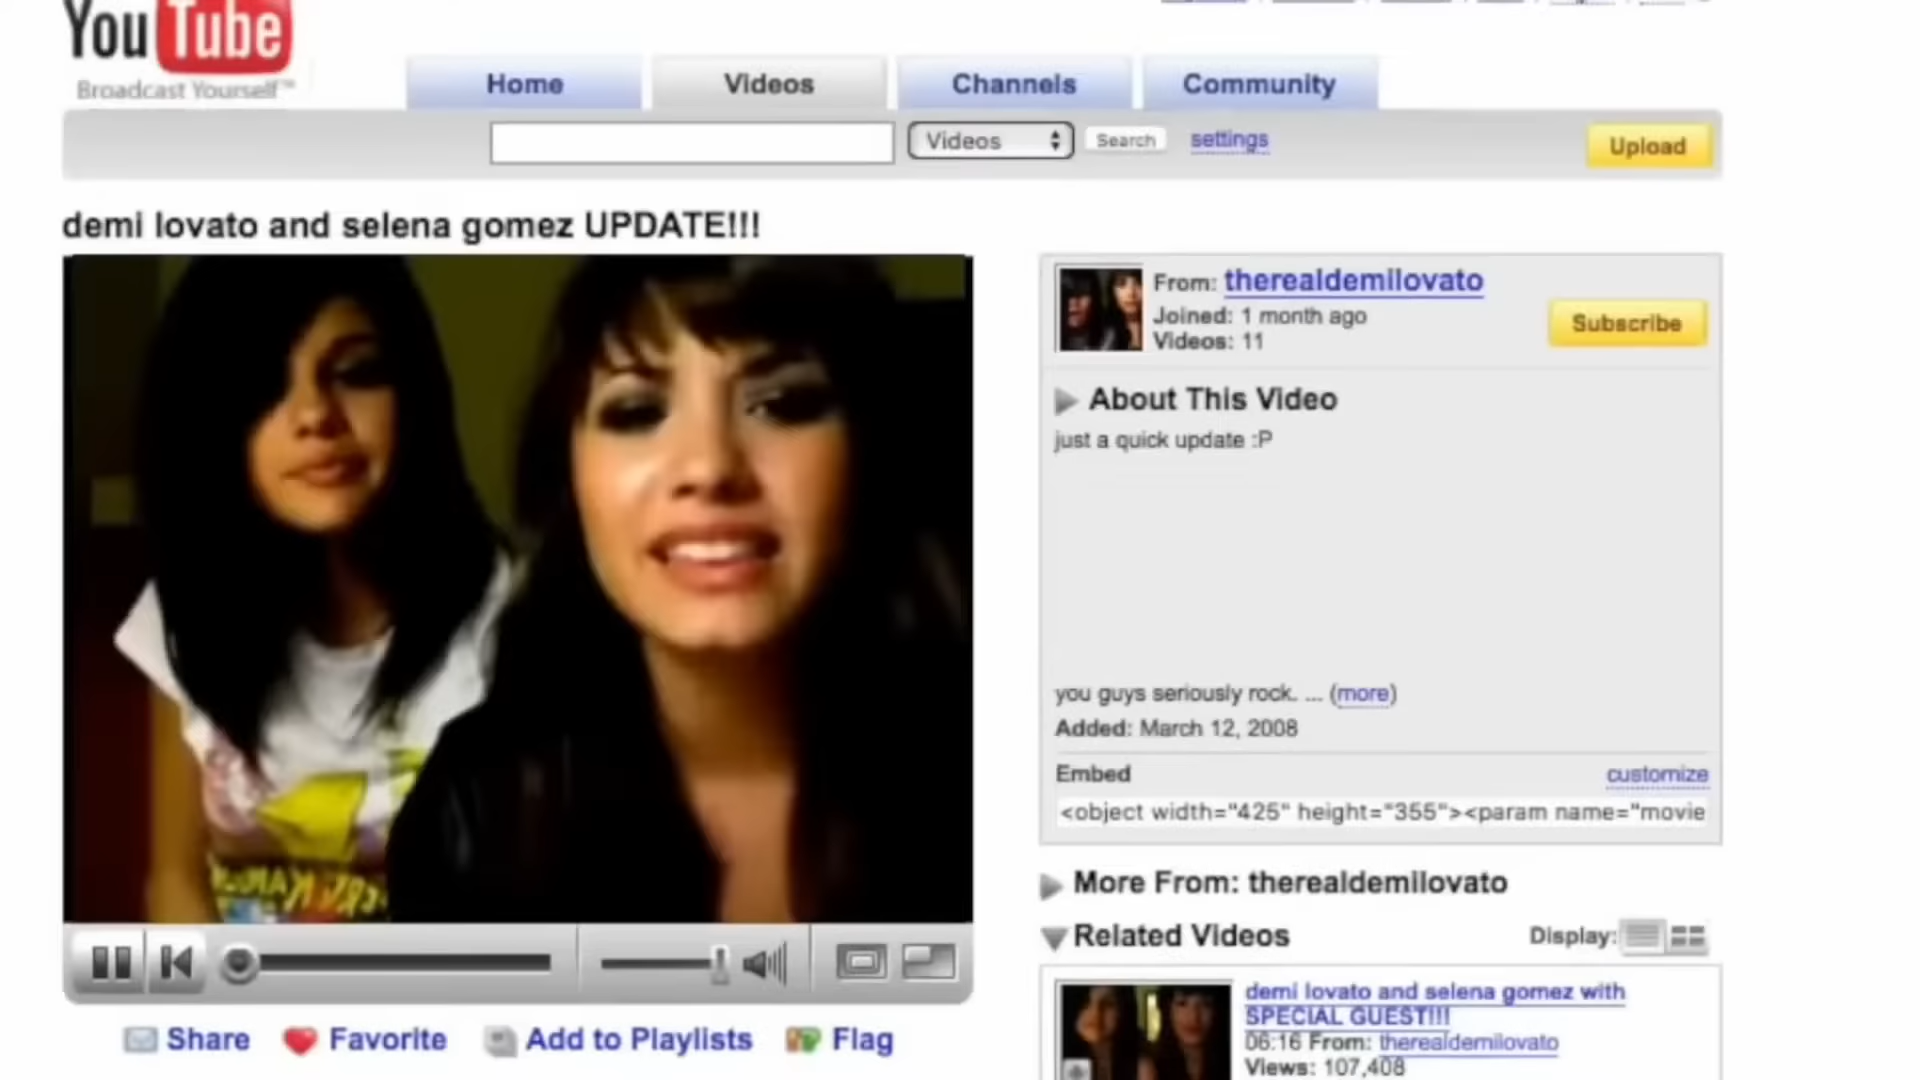 YouTube
Broadcast Yourself™
Home
Videos
Channels
Community
Videos
Search
settings
Upload
demi lovato and selena gomez UPDATE!!!
From: therealdemilovato
Joined: 1 month ago
Videos: 11
Subscribe
About This Video
just a quick update :P
you guys seriously rock. ... (more)
Added: March 12, 2008
Embed
customize
<object width="425" height="355"><param name="movie
More From: therealdemilovato
Related Videos
Display:
demi lovato and selena gomez with
SPECIAL GUEST!!!
06:16 From: therealdemilovato
Views: 107,408
Share
Favorite
Add to Playlists
Flag